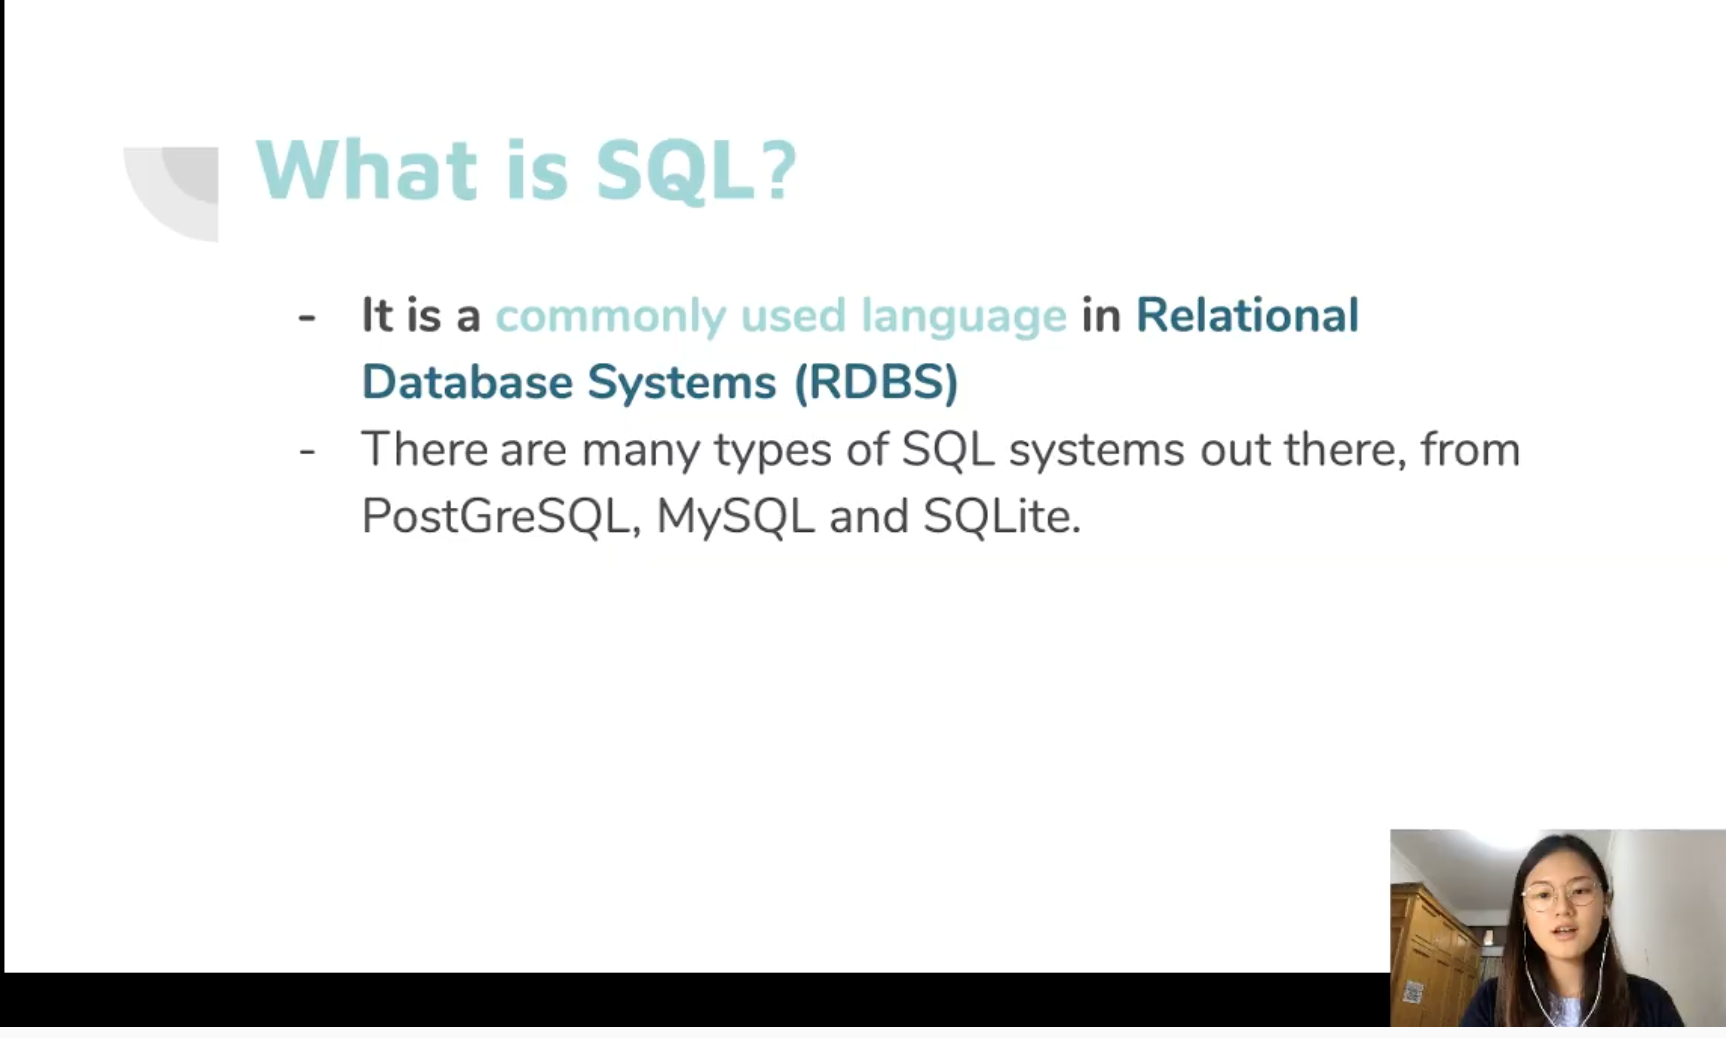 What is SQL?
- It is a commonly used language in Relational
Database Systems (RDBS)
- There are many types of SQL systems out there, from
PostGreSQL, MySQL and SQLite.